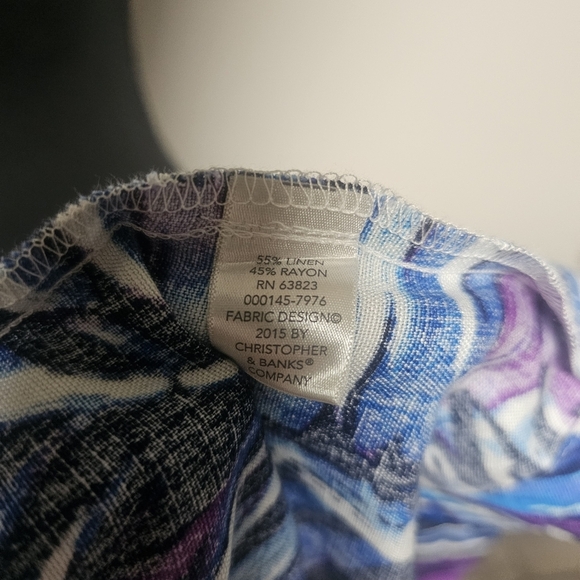 55% LINEN
45% RAYON
RN 63823
000145-7976
FABRIC DESIGN©
2015 BY
CHRISTOPHER
& BANKS®
COMPANY